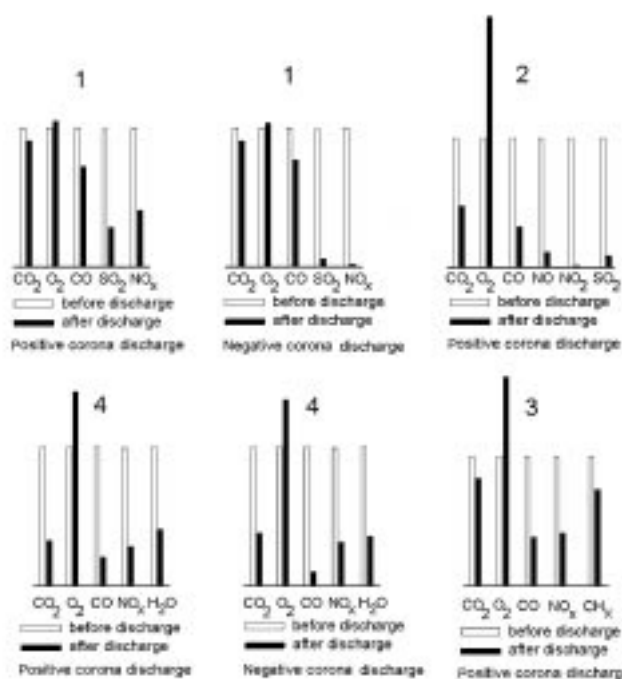 1
CO2 O2 CO SO2 NOx
before discharge
after discharge
Positive corona discharge
1
CO2 O2 CO SO2 NOx
before discharge
after discharge
Negative corona discharge
2
CO2 O2 CO NO NO2 SO2
before discharge
after discharge
Positive corona discharge
4
CO2 O2 CO NOx H2O
before discharge
after discharge
Positive corona discharge
4
CO2 O2 CO NOx H2O
before discharge
after discharge
Negative corona discharge
3
CO2 O2 CO NOx CHx
before discharge
after discharge
Positive corona discharg